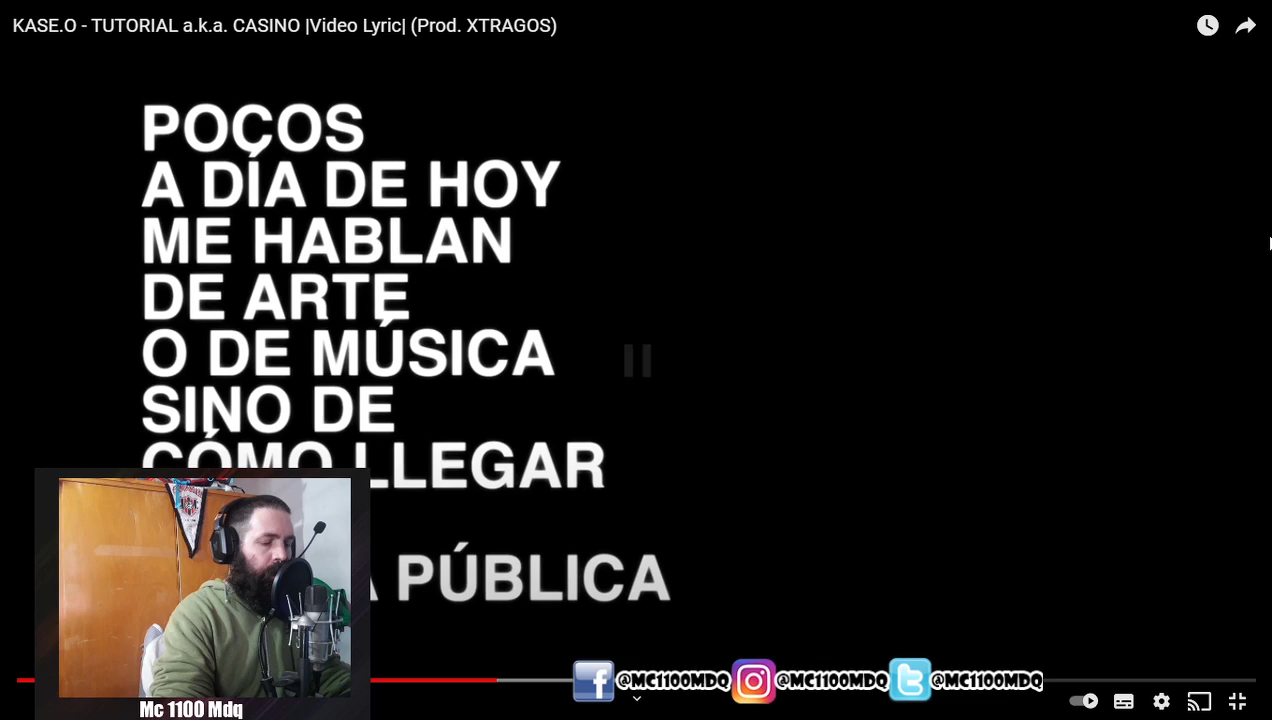 KASE.O - TUTORIAL a.k.a. CASINO |Video Lyric| (Prod. XTRAGOS)
POCOS
A DÍA DE HOY
ME HABLAN
DE ARTE
O DE MÚSICA
SINO DE
CÓMO LLEGAR
PÚBLICA
@MC1100MDQ @MC1100MDQ @MC1100MDQ
Mc 1100 Mdq